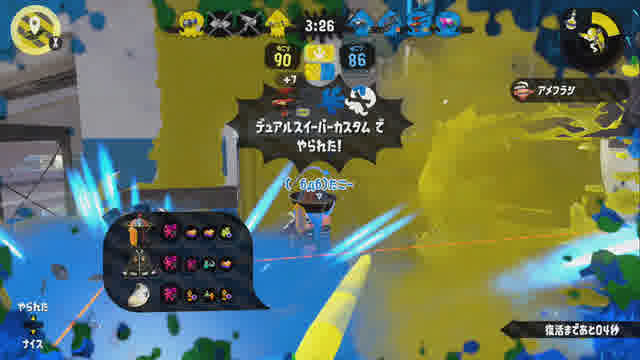 3:26
90
86
+7
デュアルスイーパーカスタム で
やられた!
アメフラシ
やられた
ナイス
復活まであと04秒